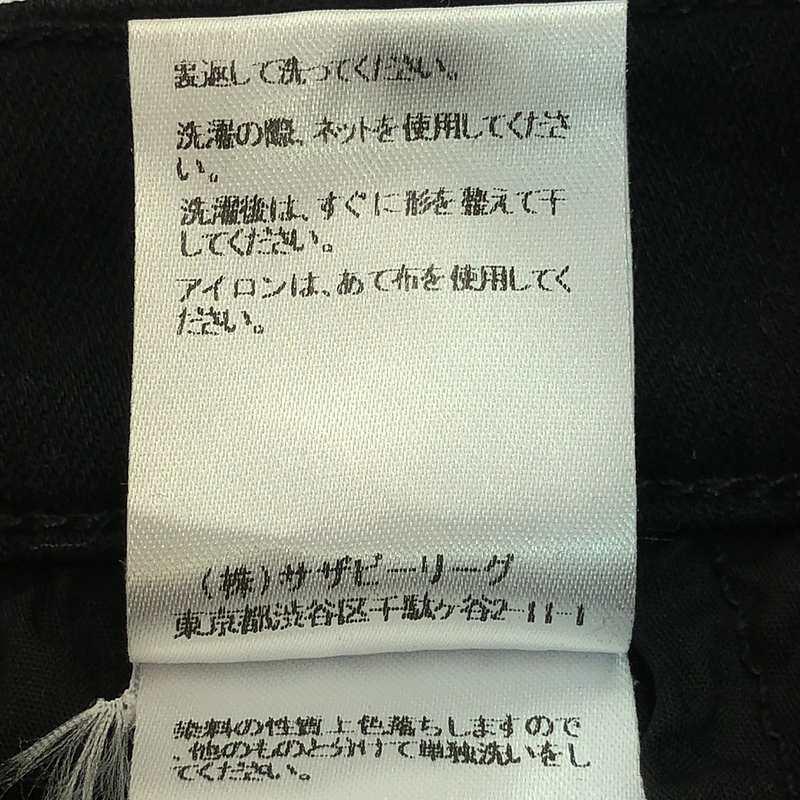 裏返して洗ってください。
洗濯の際、ネットを使用してくださ
い。
洗濯後は、すぐに形を整えて干
してください。
アイロンは、あて布を使用してく
ださい。
(株)サザビーリーグ
東京都渋谷区千駄ヶ谷2-11-1
染料の性質上色落ちしますので
、他のものと分けて単独洗いをし
てください。